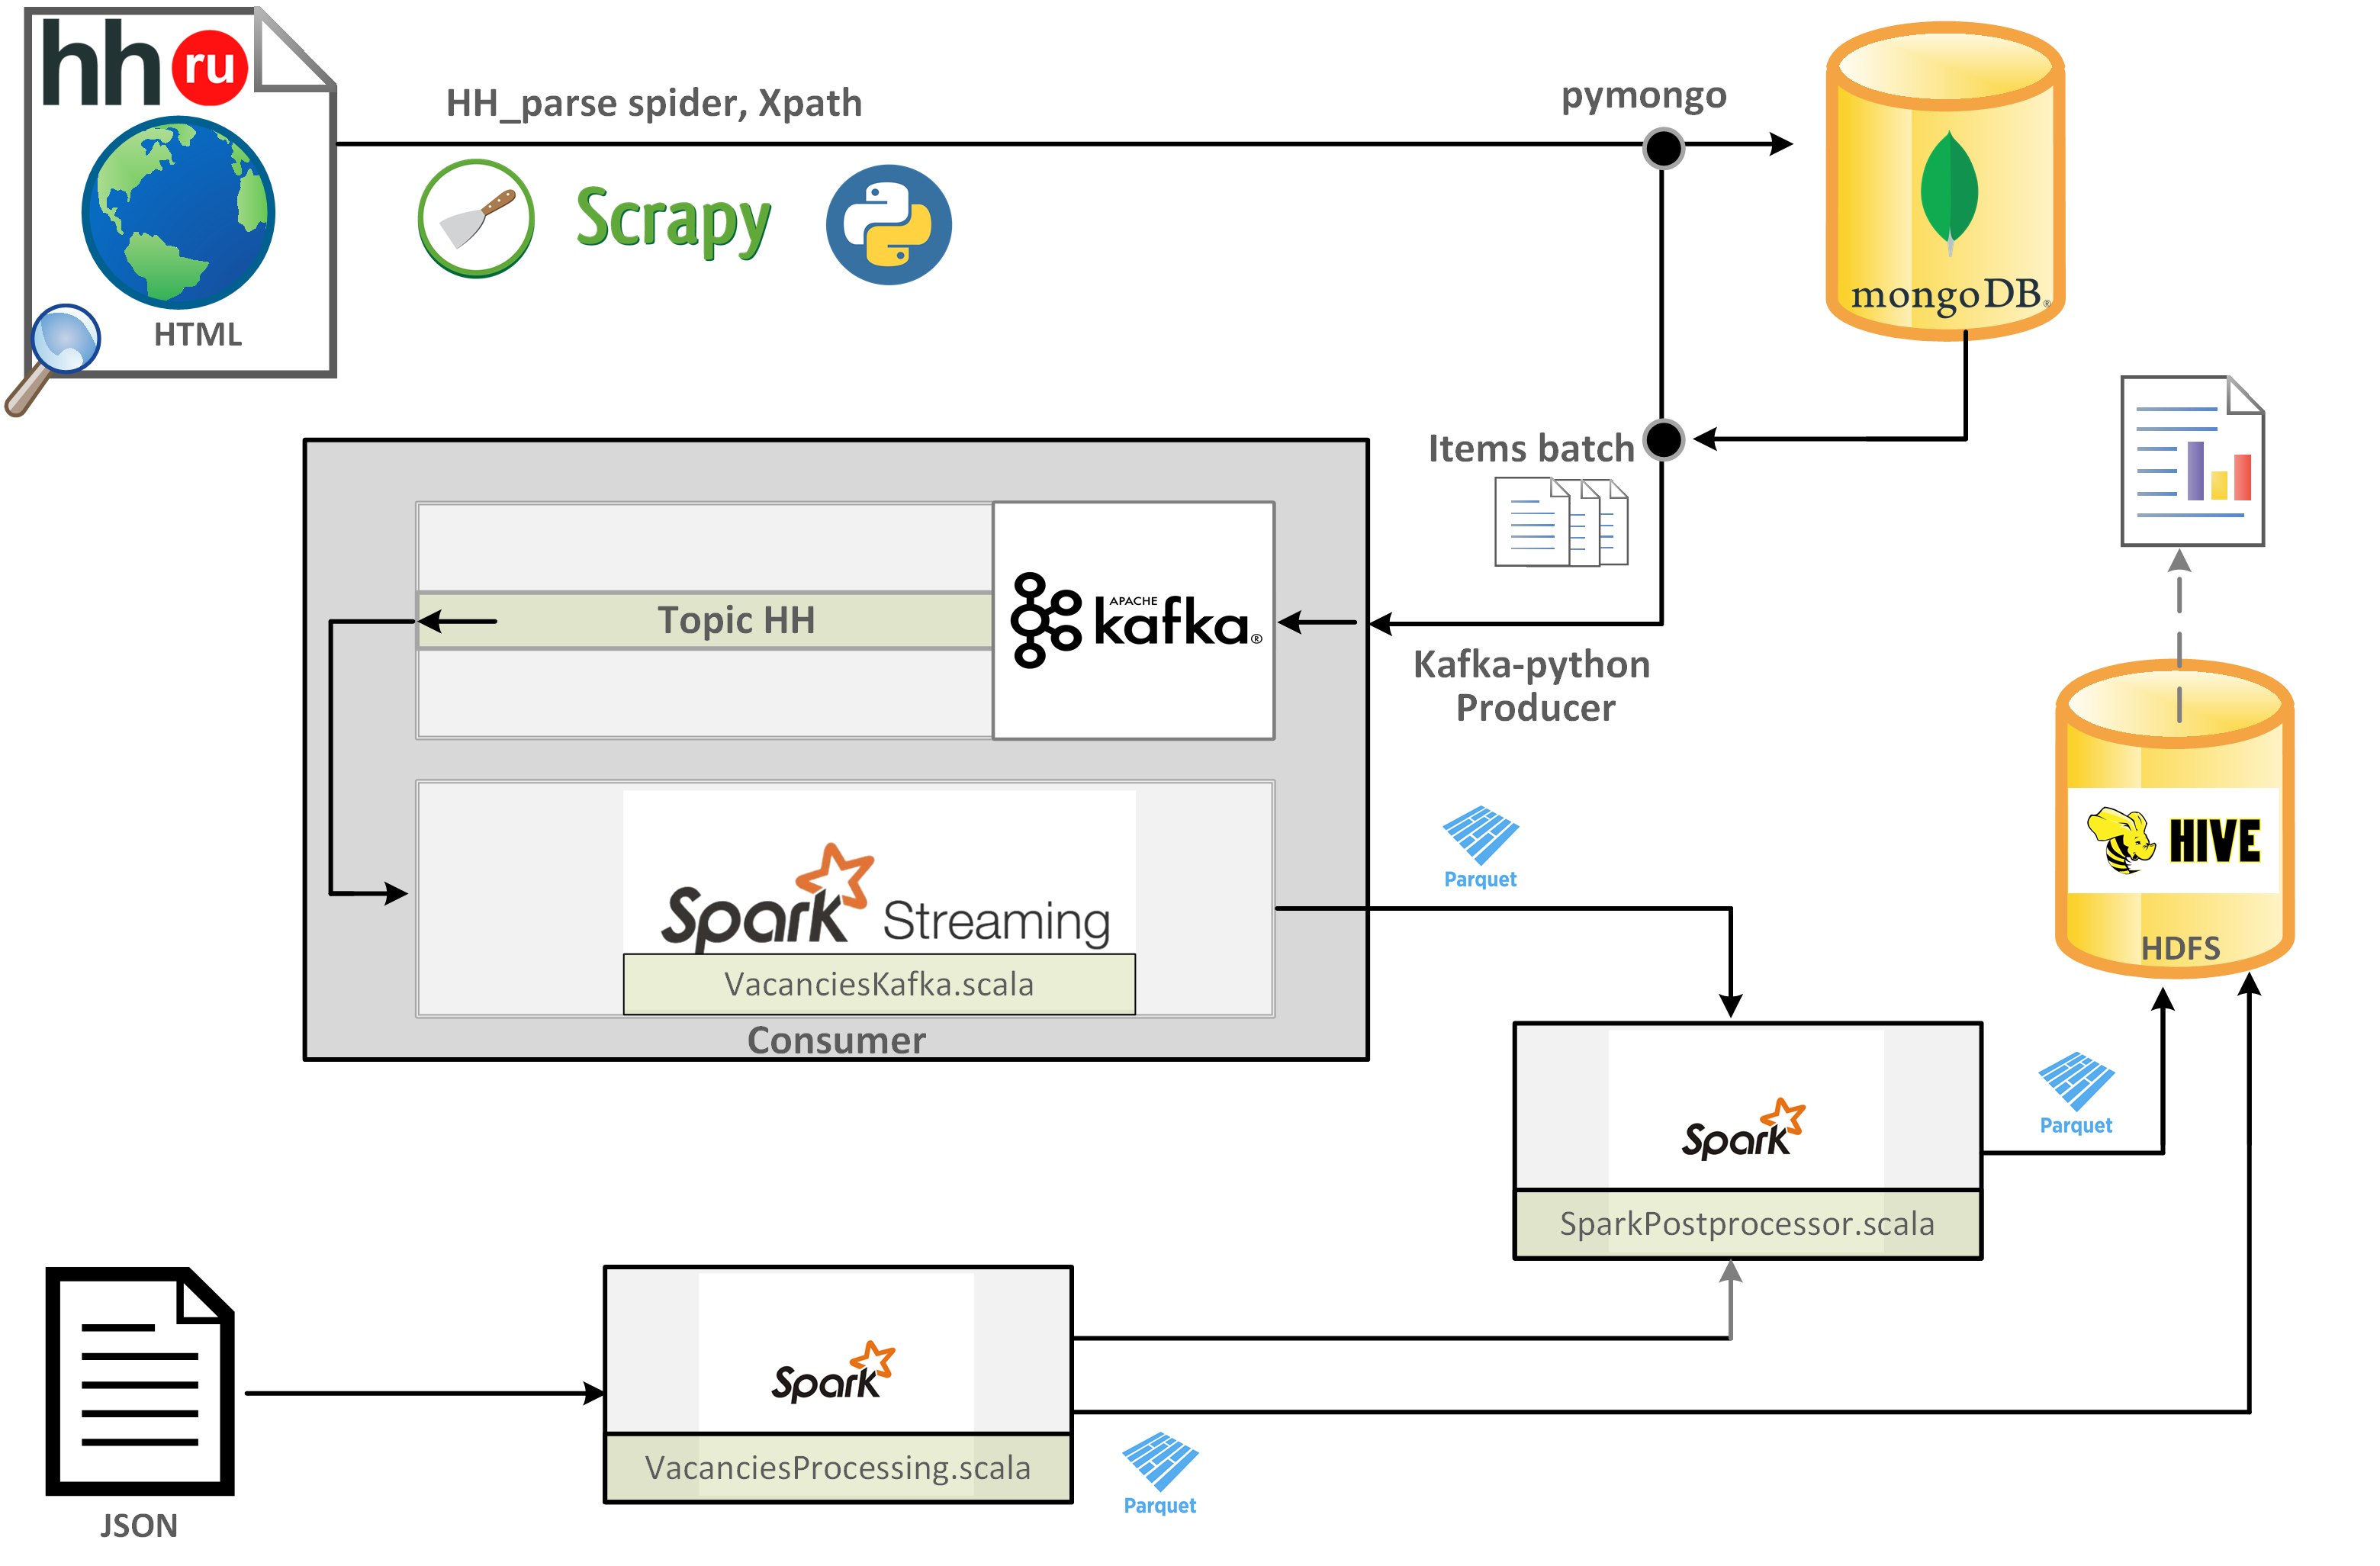 hh ru
HTML
HH_parse spider, Xpath
Scrapy
pymongo
mongoDB®
Items batch
Topic HH
APACHE
kafka®
Kafka-python
Producer
Spark Streaming
VacanciesKafka.scala
Consumer
Parquet
HIVE
HDFS
Spark
SparkPostprocessor.scala
Parquet
JSON
Spark
VacanciesProcessing.scala
Parquet